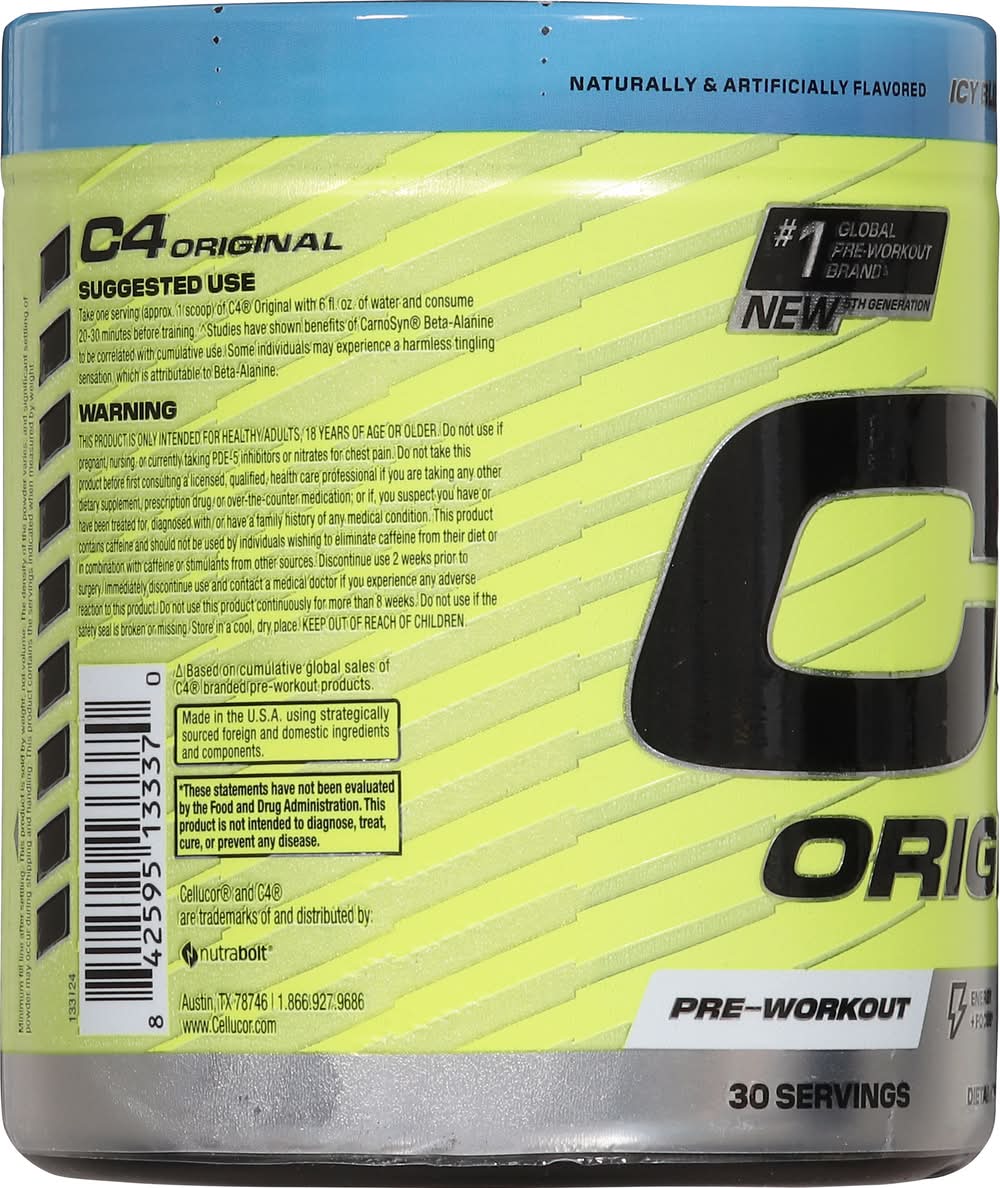 NATURALLY & ARTIFICIALLY FLAVORED
ICY
C4 ORIGINAL
SUGGESTED USE
Take one serving (approx. 1 scoop) of C4® Original with 6 fl. oz. of water and consume
20-30 minutes before training. ^Studies have shown benefits of CarnoSyn® Beta-Alanine
to be correlated with cumulative use. Some individuals may experience a harmless tingling
sensation, which is attributable to Beta-Alanine.
WARNING
THIS PRODUCT IS ONLY INTENDED FOR HEALTHY ADULTS, 18 YEARS OF AGE OR OLDER. Do not use if
pregnant, nursing, or currently taking PDE-5 inhibitors or nitrates for chest pain. Do not take this
product before first consulting a licensed, qualified, health care professional if you are taking any other
dietary supplement, prescription drug, or over-the-counter medication; or if, you suspect you have or
have been treated for, diagnosed with, or have a family history of any medical condition. This product
contains caffeine and should not be used by individuals wishing to eliminate caffeine from their diet or
in combination with caffeine or stimulants from other sources. Discontinue use 2 weeks prior to
surgery. Immediately discontinue use and contact a medical doctor if you experience any adverse
reaction to this product. Do not use this product continuously for more than 8 weeks. Do not use if the
safety seal is broken or missing. Store in a cool, dry place. KEEP OUT OF REACH OF CHILDREN.
Δ Based on cumulative global sales of
C4® branded pre-workout products.
Made in the U.S.A. using strategically
sourced foreign and domestic ingredients
and components.
*These statements have not been evaluated
by the Food and Drug Administration. This
product is not intended to diagnose, treat,
cure, or prevent any disease.
Cellucor® and C4®
are trademarks of and distributed by:
nutrabolt®
Austin, TX 78746 | 1.866.927.9686
www.Cellucor.com
8 42595 13337 0
133124
Minimum fill line after settling. This product is sold by weight, not volume. The density of the powder varies, and significant settling of
powder may occur during shipping and handling. This product contains the servings indicated when measured by weight.
#1 GLOBAL
PRE-WORKOUT
BRANDΔ
NEW 5TH GENERATION
C
ORIG
PRE-WORKOUT
30 SERVINGS